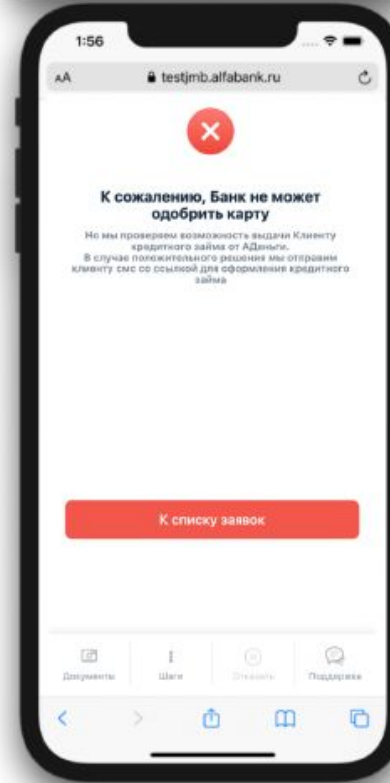 1:56
AA testjmb.alfabank.ru
К сожалению, Банк не может
одобрить карту
Но мы проверяем возможность выдачи Клиенту
кредитного займа от АДеньги.
В случае положительного решения мы отправим
клиенту смс со ссылкой для оформления кредитного
займа
К списку заявок
Документы Шаги Отказать Поддержка